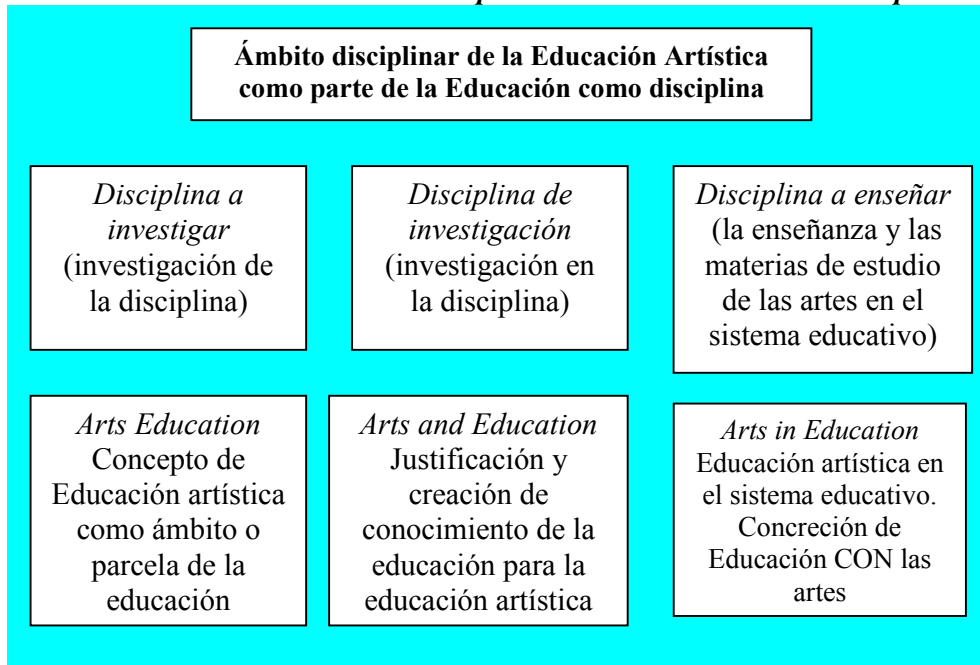 Ámbito disciplinar de la Educación Artística
como parte de la Educación como disciplina
Disciplina a
investigar
(investigación de
la disciplina)
Disciplina de
investigación
(investigación en
la disciplina)
Disciplina a enseñar
(la enseñanza y las
materias de estudio
de las artes en el
sistema educativo)
Arts Education
Concepto de
Educación artística
como ámbito o
parcela de la
educación
Arts and Education
Justificación y
creación de
conocimiento de la
educación para la
educación artística
Arts in Education
Educación artística en
el sistema educativo.
Concreción de
Educación CON las
artes